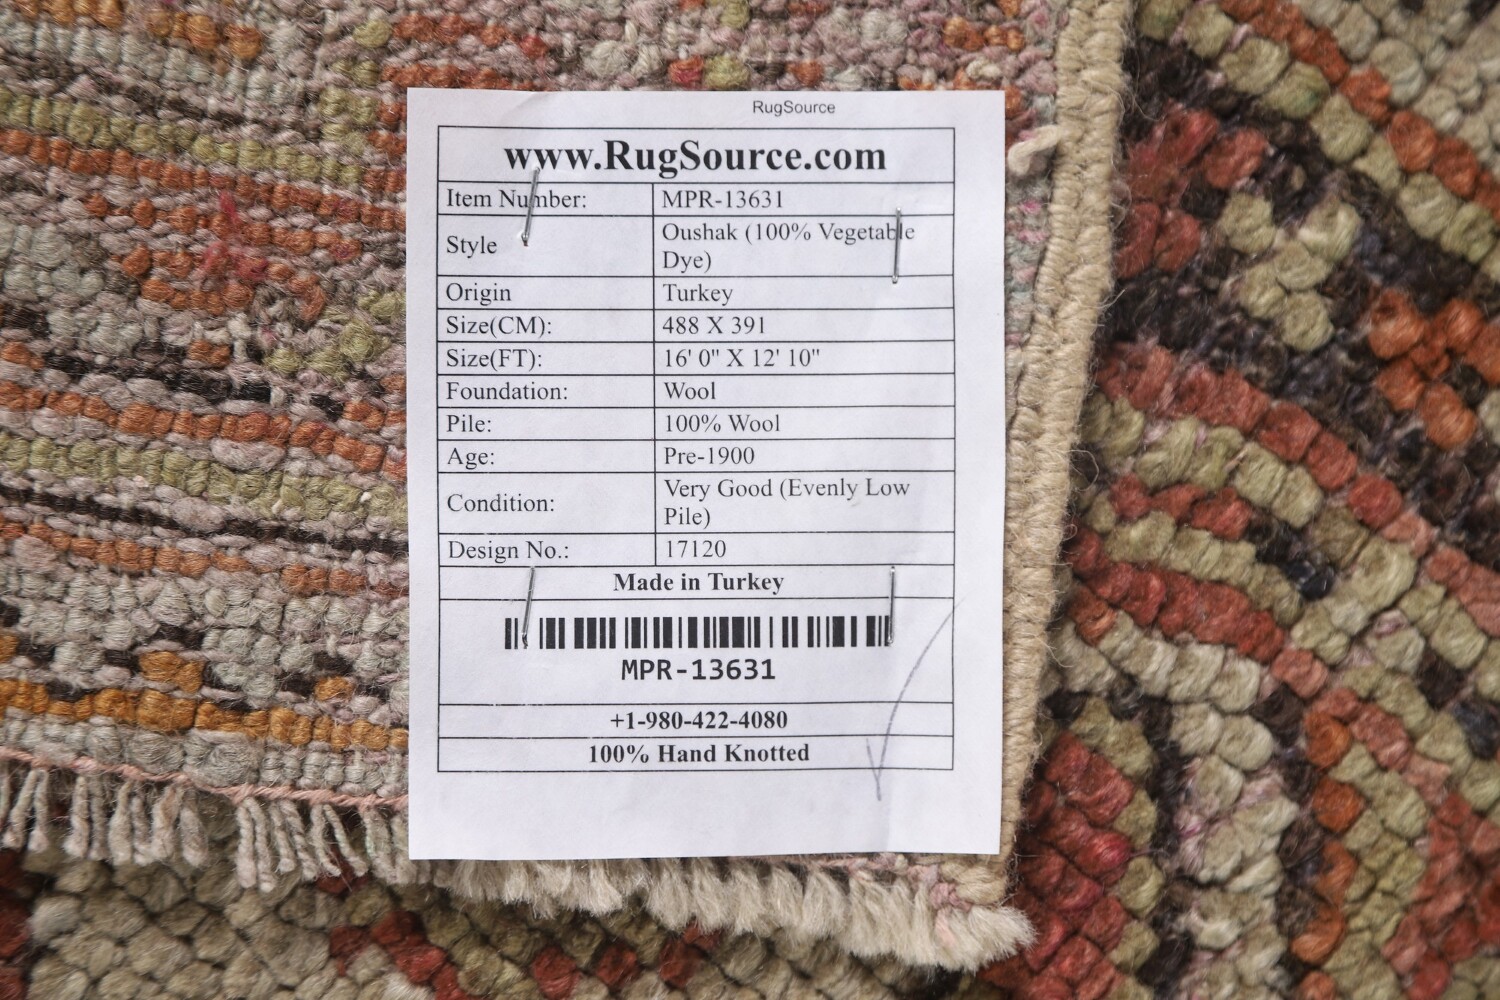 RugSource
www.RugSource.com
Item Number: MPR-13631
Style Oushak (100% Vegetable
Dye)
Origin Turkey
Size(CM): 488 X 391
Size(FT): 16' 0" X 12' 10"
Foundation: Wool
Pile: 100% Wool
Age: Pre-1900
Condition: Very Good (Evenly Low
Pile)
Design No.: 17120
Made in Turkey
MPR-13631
+1-980-422-4080
100% Hand Knotted